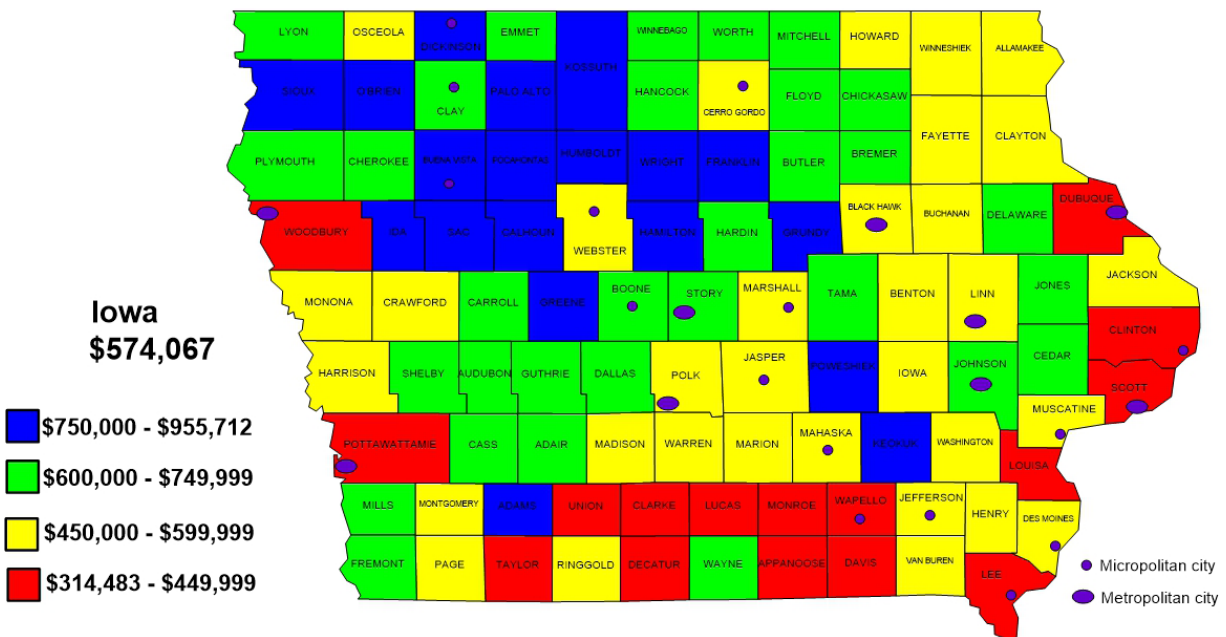 LYON
OSCEOLA
DICKINSON
EMMET
KOSSUTH
WINNEBAGO
WORTH
MITCHELL
HOWARD
WINNESHIEK
ALLAMAKEE
SIOUX
O'BRIEN
CLAY
PALO ALTO
HANCOCK
CERRO GORDO
FLOYD
CHICKASAW
FAYETTE
CLAYTON
PLYMOUTH
CHEROKEE
BUENA VISTA
POCAHONTAS
HUMBOLDT
WRIGHT
FRANKLIN
BUTLER
BREMER
WOODBURY
IDA
SAC
CALHOUN
WEBSTER
HAMILTON
HARDIN
GRUNDY
BLACK HAWK
BUCHANAN
DELAWARE
DUBUQUE
MONONA
CRAWFORD
CARROLL
GREENE
BOONE
STORY
MARSHALL
TAMA
BENTON
LINN
JONES
JACKSON
CLINTON
HARRISON
SHELBY
AUDUBON
GUTHRIE
DALLAS
POLK
JASPER
POWESHIEK
IOWA
JOHNSON
CEDAR
SCOTT
MUSCATINE
POTTAWATTAMIE
CASS
ADAIR
MADISON
WARREN
MARION
MAHASKA
KEOKUK
WASHINGTON
LOUISA
MILLS
MONTGOMERY
ADAMS
UNION
CLARKE
LUCAS
MONROE
WAPELLO
JEFFERSON
HENRY
DES MOINES
FREMONT
PAGE
TAYLOR
RINGGOLD
DECATUR
WAYNE
APPANOOSE
DAVIS
VAN BUREN
LEE
Iowa
$574,067
$750,000 - $955,712
$600,000 - $749,999
$450,000 - $599,999
$314,483 - $449,999
Micropolitan city
Metropolitan city